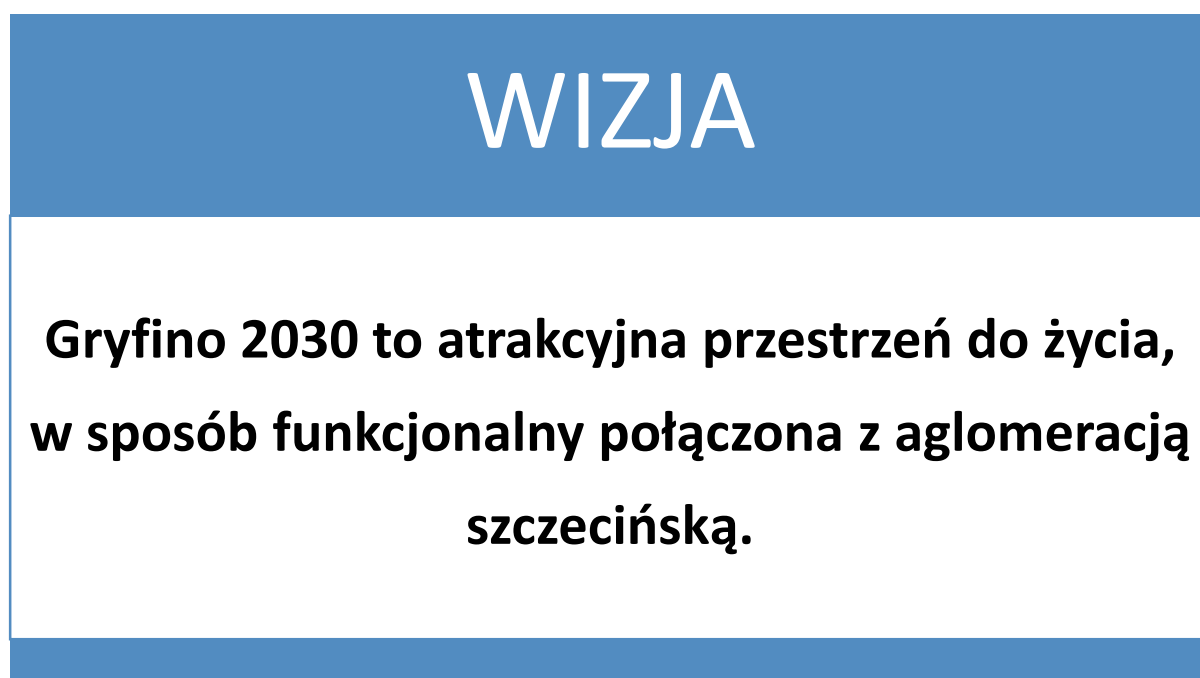 WIZJA
Gryfino 2030 to atrakcyjna przestrzeń do życia,
w sposób funkcjonalny połączona z aglomeracją
szczecińską.